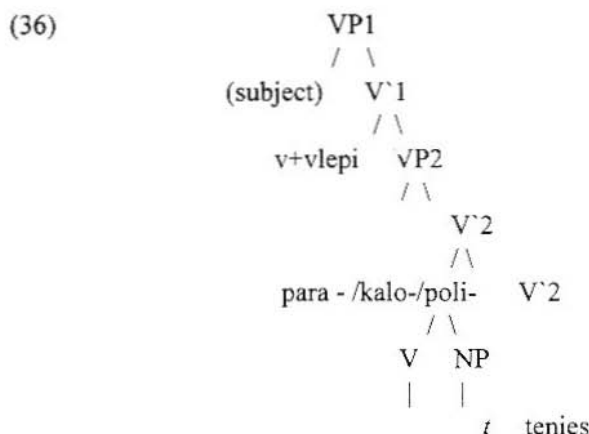 (36) VP1
/ \
(subject) V`1
/ \
v+vlepi VP2
/ \
V`2
/ \
para - /kalo-/poli- V`2
/ \
V NP
| |
t tenies